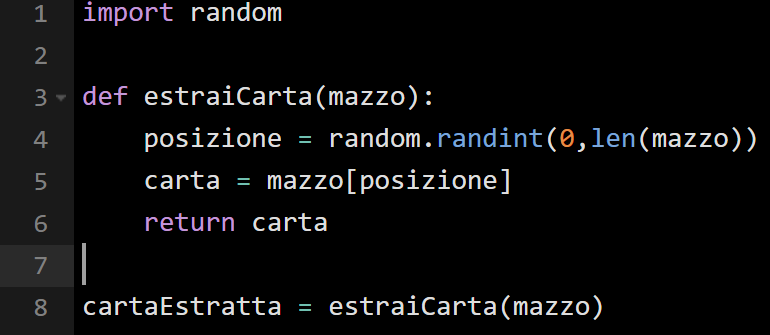 1 import random
2
3 def estraiCarta(mazzo):
4     posizione = random.randint(0,len(mazzo))
5     carta = mazzo[posizione]
6     return carta
7
8 cartaEstratta = estraiCarta(mazzo)